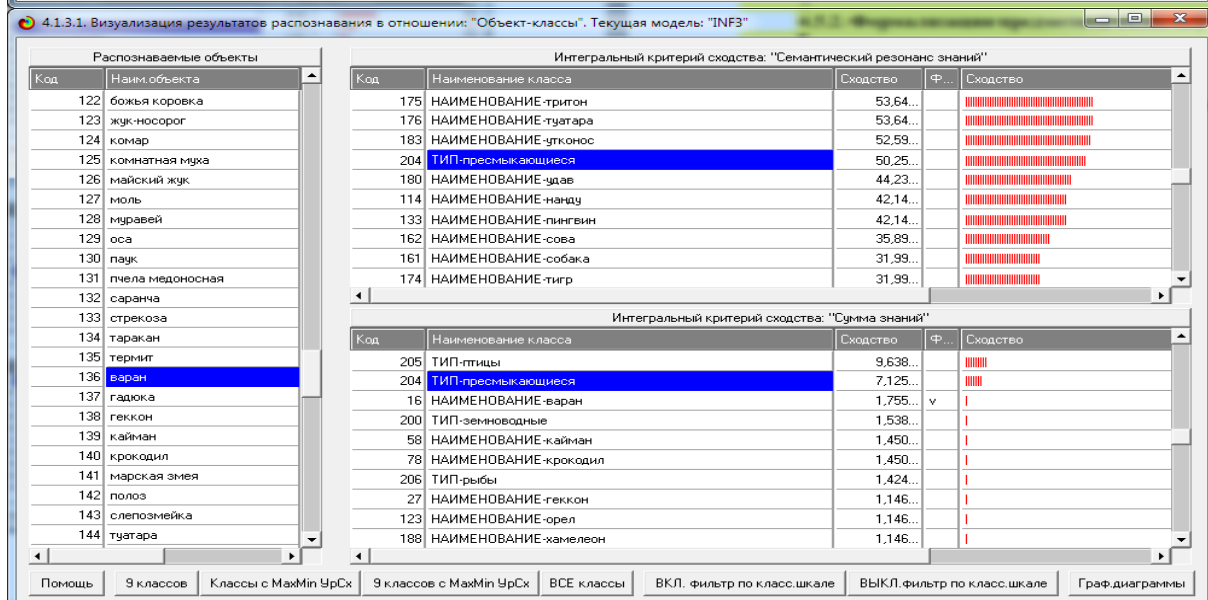 4.1.3.1. Визуализация результатов распознавания в отношении: "Объект-классы". Текущая модель: "INF3"
Распознаваемые объекты
Код Наим.объекта
122 божья коровка
123 жук-носорог
124 комар
125 комнатная муха
126 майский жук
127 моль
128 муравей
129 оса
130 паук
131 пчела медоносная
132 саранча
133 стрекоза
134 таракан
135 термит
136 варан
137 гадюка
138 геккон
139 кайман
140 крокодил
141 марская змея
142 полоз
143 слепозмейка
144 туатара
Интегральный критерий сходства: "Семантический резонанс знаний"
Код Наименование класса Сходство Ф... Сходство
175 НАИМЕНОВАНИЕ-тритон 53,64...
176 НАИМЕНОВАНИЕ-туатара 53,64...
183 НАИМЕНОВАНИЕ-утконос 52,59...
204 ТИП-пресмыкающиеся 50,25...
180 НАИМЕНОВАНИЕ-удав 44,23...
114 НАИМЕНОВАНИЕ-нанду 42,14...
133 НАИМЕНОВАНИЕ-пингвин 42,14...
162 НАИМЕНОВАНИЕ-сова 35,89...
161 НАИМЕНОВАНИЕ-собака 31,99...
174 НАИМЕНОВАНИЕ-тигр 31,99...
Интегральный критерий сходства: "Сумма знаний"
Код Наименование класса Сходство Ф... Сходство
205 ТИП-птицы 9,638...
204 ТИП-пресмыкающиеся 7,125...
16 НАИМЕНОВАНИЕ-варан 1,755... v
200 ТИП-земноводные 1,538...
58 НАИМЕНОВАНИЕ-кайман 1,450...
78 НАИМЕНОВАНИЕ-крокодил 1,450...
206 ТИП-рыбы 1,424...
27 НАИМЕНОВАНИЕ-геккон 1,146...
123 НАИМЕНОВАНИЕ-орел 1,146...
188 НАИМЕНОВАНИЕ-хамелеон 1,146...
Помощь 9 классов Классы с MaxMin УрСх 9 классов с MaxMin УрСх ВСЕ классы ВКЛ. фильтр по класс.шкале ВЫКЛ.фильтр по класс.шкале Граф.диаграммы